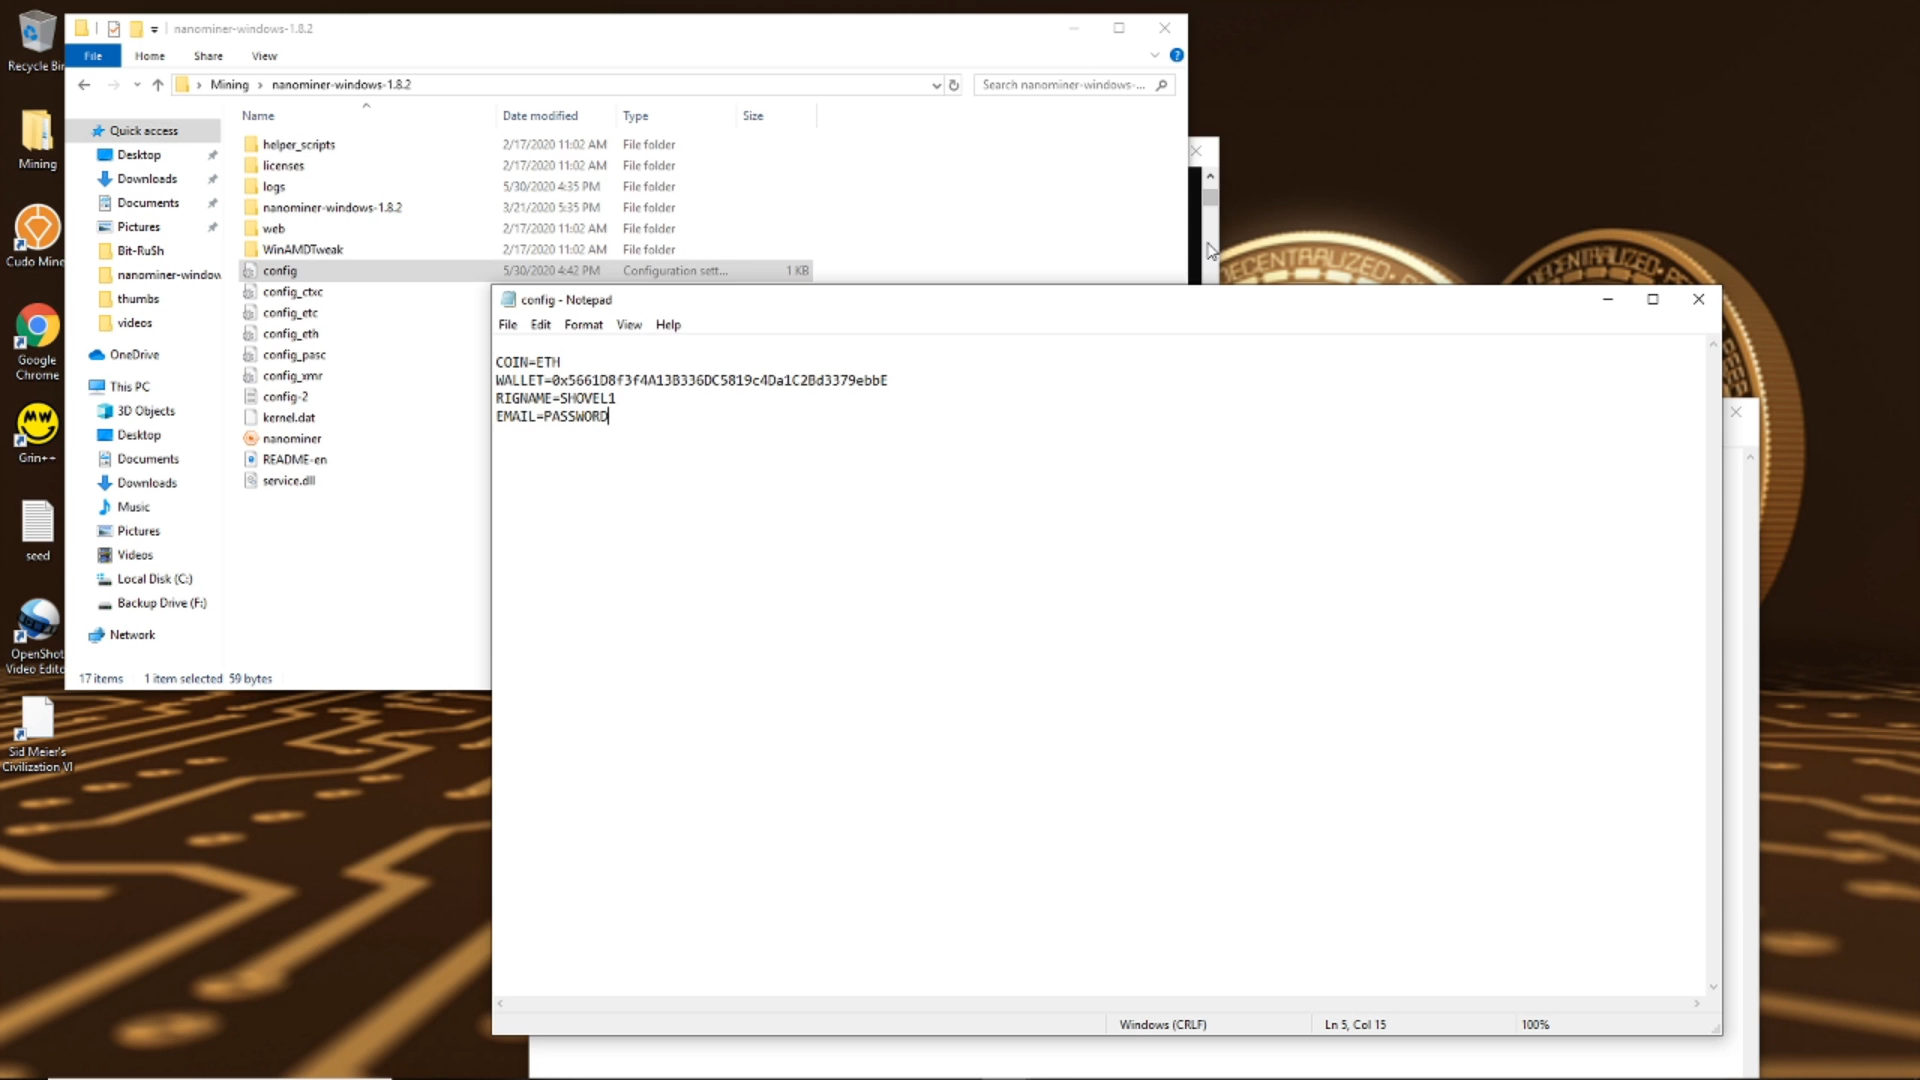 Recycle Bin
Mining
Cudo Mine
Google
Chrome
Grin++
seed
OpenShot
Video Edito
Sid Meier's
Civilization VI
nanominer-windows-1.8.2
File Home Share View
Mining > nanominer-windows-1.8.2
Search nanominer-windows-...
Name Date modified Type Size
Quick access
Desktop
Downloads
Documents
Pictures
Bit-Ru$h
nanominer-window
thumbs
videos
OneDrive
This PC
3D Objects
Desktop
Documents
Downloads
Music
Pictures
Videos
Local Disk (C:)
Backup Drive (F:)
Network
helper_scripts 2/17/2020 11:02 AM File folder
licenses 2/17/2020 11:02 AM File folder
logs 5/30/2020 4:35 PM File folder
nanominer-windows-1.8.2 3/21/2020 5:35 PM File folder
web 2/17/2020 11:02 AM File folder
WinAMDTweak 2/17/2020 11:02 AM File folder
config 5/30/2020 4:42 PM Configuration sett... 1 KB
config_ctxc
config_etc
config_eth
config_pasc
config_xmr
config-2
kernel.dat
nanominer
README-en
service.dll
17 items 1 item selected 59 bytes
config - Notepad
File Edit Format View Help
COIN=ETH
WALLET=0x5661D8f3f4A13B336DC5819c4Da1C2Bd3379ebbE
RIGNAME=SHOVEL1
EMAIL=PASSWORD
Windows (CRLF) Ln 5, Col 15 100%
DECENTRALIZED
DECENTRALIZED